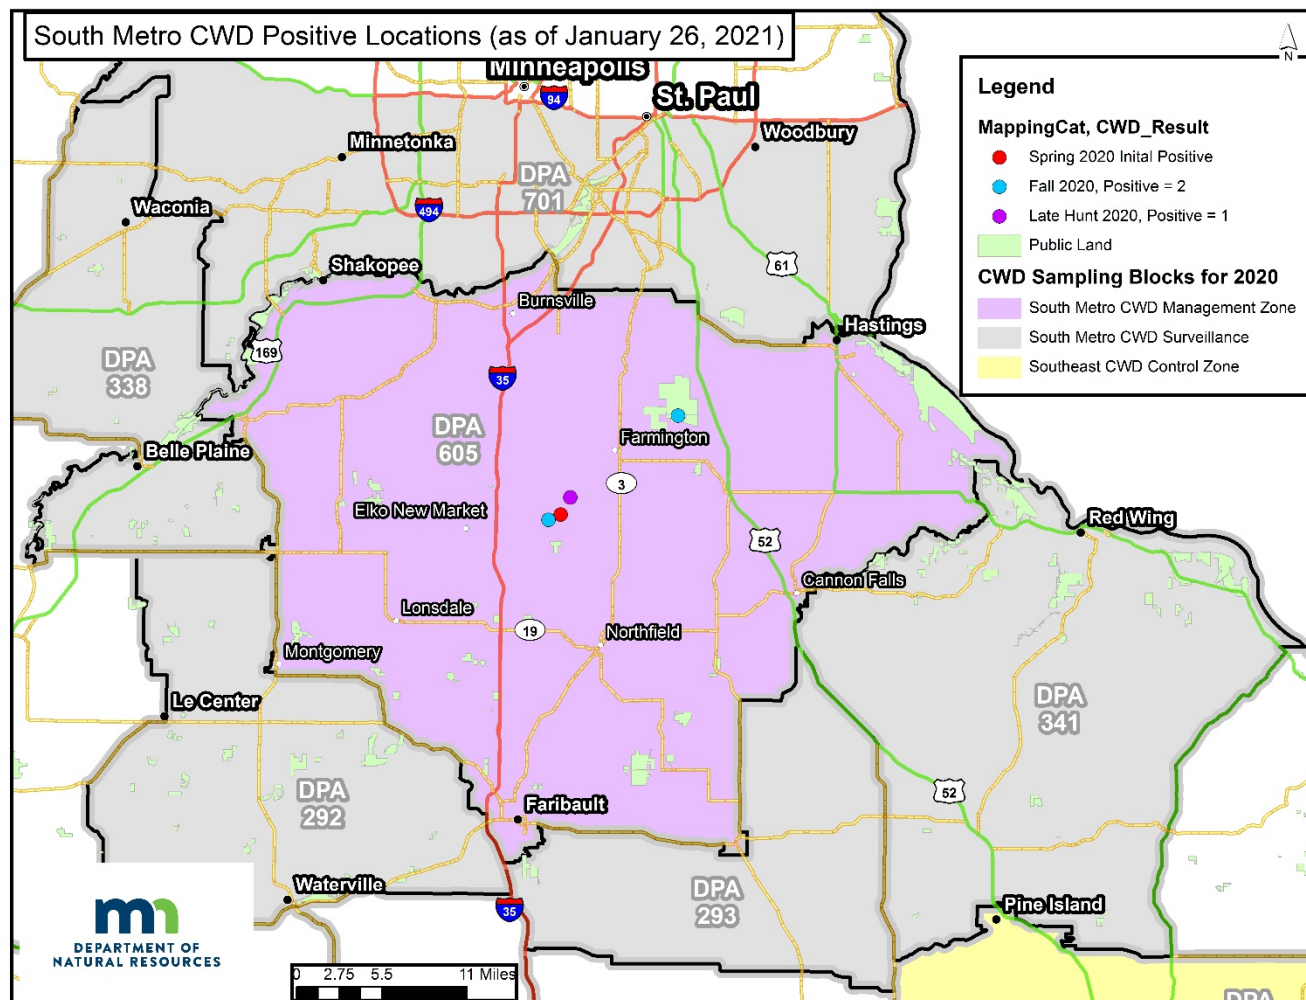 South Metro CWD Positive Locations (as of January 26, 2021)
N
Legend
MappingCat, CWD_Result
Spring 2020 Inital Positive
Fall 2020, Positive = 2
Late Hunt 2020, Positive = 1
Public Land
CWD Sampling Blocks for 2020
South Metro CWD Management Zone
South Metro CWD Surveillance
Southeast CWD Control Zone
Minneapolis
94
St. Paul
Woodbury
Minnetonka
DPA
701
Waconia
494
Shakopee
61
Burnsville
Hastings
169
DPA
338
35
DPA
605
Farmington
Belle Plaine
3
Elko New Market
Red Wing
52
Cannon Falls
Lonsdale
19
Northfield
Montgomery
Le Center
DPA
341
DPA
292
52
Faribault
Waterville
DPA
293
35
Pine Island
DEPARTMENT OF
NATURAL RESOURCES
0 2.75 5.5 11 Miles
DPA